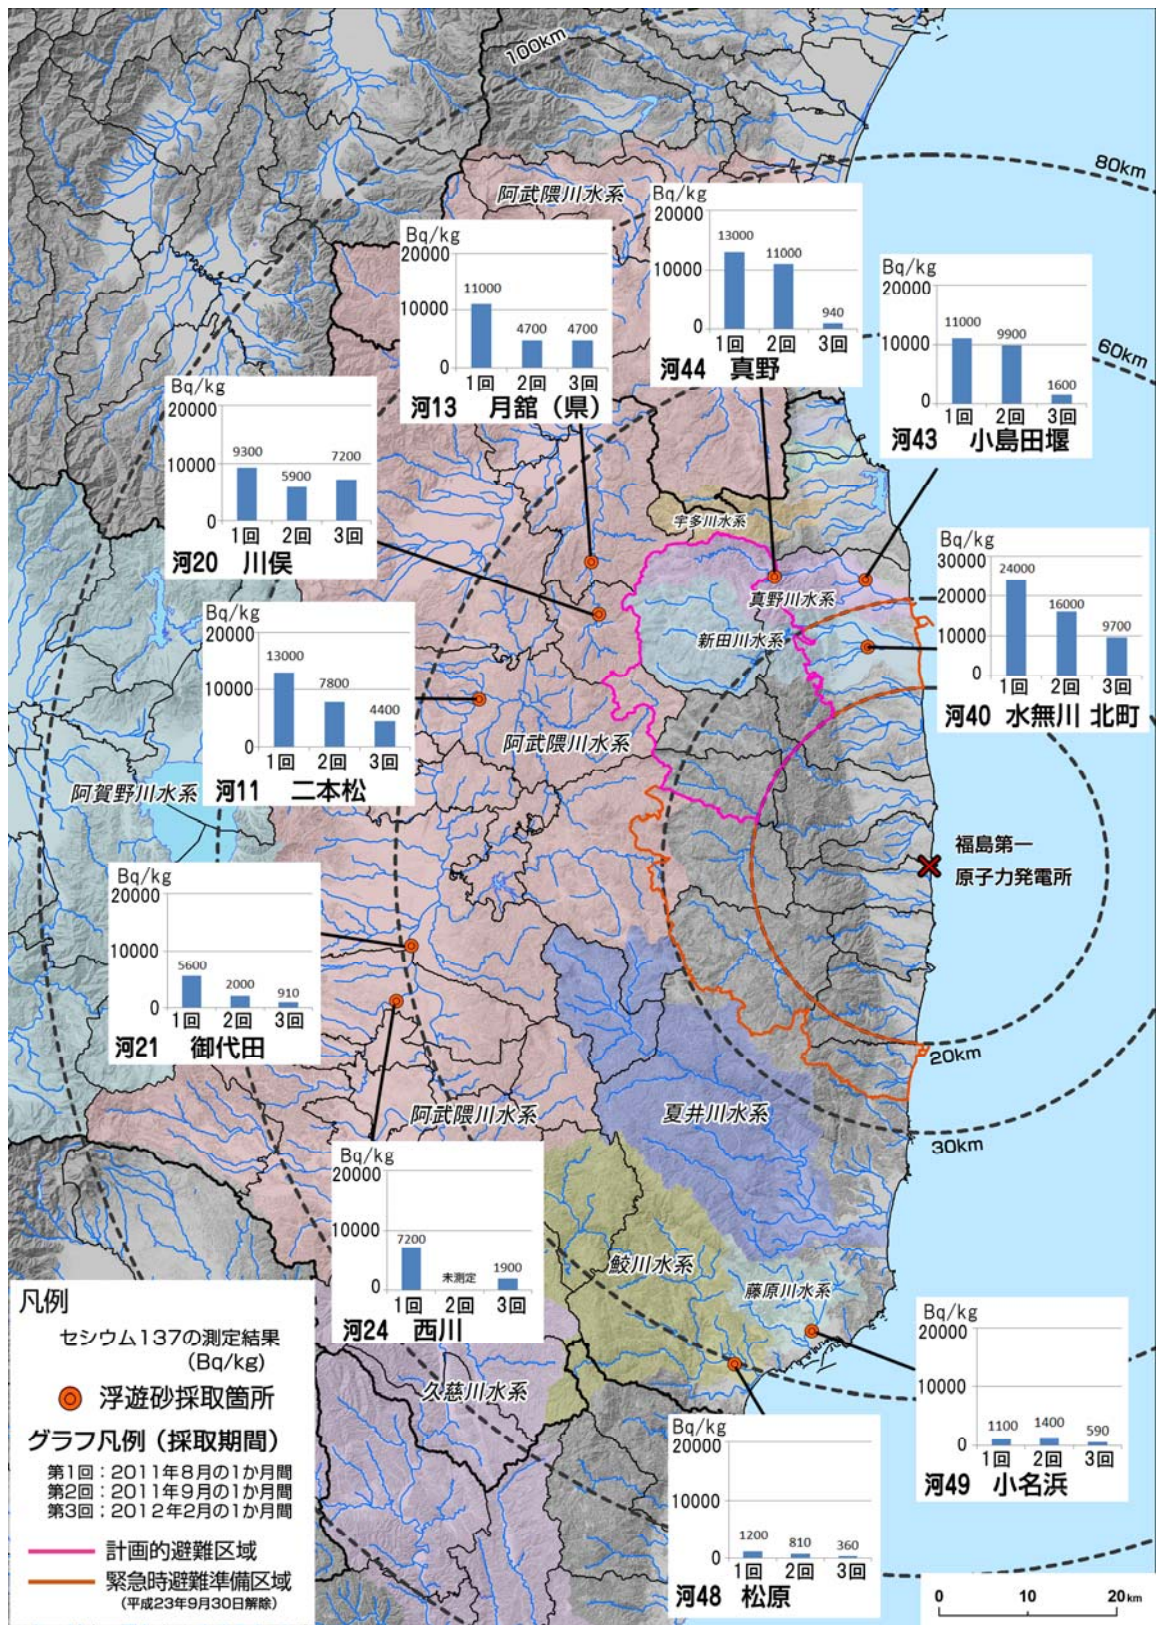 100km
80km
阿武隈川水系
Bq/kg
20000
13000
11000
10000
940
0
1回 2回 3回
河44 真野
Bq/kg
20000
11000
10000
4700 4700
0
1回 2回 3回
河13 月舘（県）
Bq/kg
20000
11000
9900
10000
1600
0
1回 2回 3回
河43 小島田堰
60km
Bq/kg
20000
9300
10000
7200
5900
0
1回 2回 3回
河20 川俣
宇多川水系
真野川水系
新田川水系
Bq/kg
30000
24000
20000
16000
10000
9700
0
1回 2回 3回
河40 水無川 北町
Bq/kg
20000
13000
10000
7800
4400
0
1回 2回 3回
河11 二本松
阿武隈川水系
阿賀野川水系
福島第一
原子力発電所
Bq/kg
20000
10000
5600
2000
910
0
1回 2回 3回
河21 御代田
20km
30km
阿武隈川水系
夏井川水系
Bq/kg
20000
10000
7200
未測定
1900
0
1回 2回 3回
河24 西川
鮫川水系
藤原川水系
久慈川水系
Bq/kg
20000
10000
1100 1400 590
0
1回 2回 3回
河49 小名浜
Bq/kg
20000
10000
1200 810 360
0
1回 2回 3回
河48 松原
凡例
セシウム137の測定結果
(Bq/kg)
浮遊砂採取箇所
グラフ凡例（採取期間）
第1回：2011年8月の1か月間
第2回：2011年9月の1か月間
第3回：2012年2月の1か月間
計画的避難区域
緊急時避難準備区域
（平成23年9月30日解除）
0 10 20km